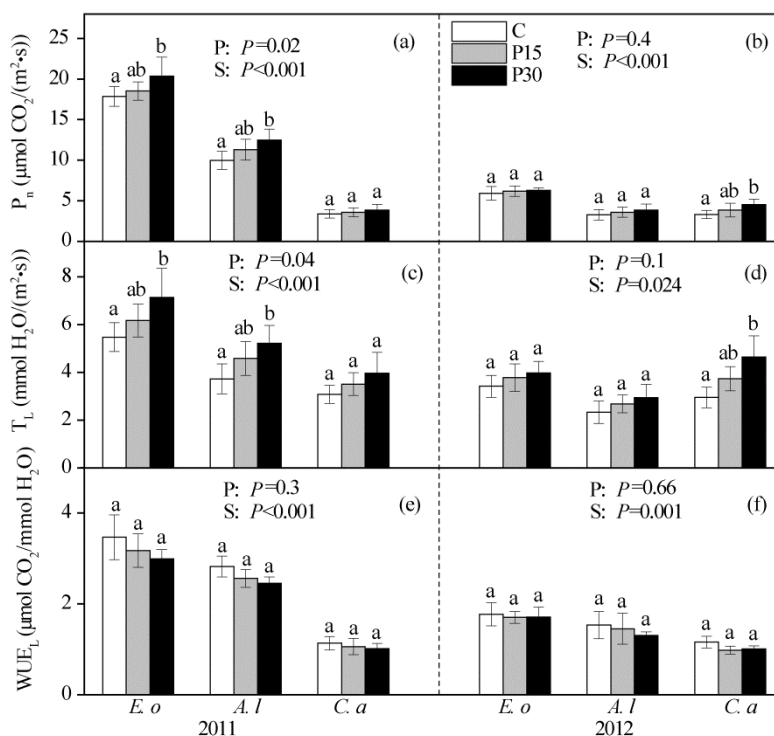 C
P15
P30
(a)
P: P=0.02
S: P<0.001
a ab b
a ab b
a a a
(b)
P: P=0.4
S: P<0.001
a a a
a a a
a ab b
25
20
15
10
5
0
Pn (μmol CO2/(m²•s))
(c)
P: P=0.04
S: P<0.001
a ab b
a ab b
a a a
(d)
P: P=0.1
S: P=0.024
a a a
a a a
a ab b
8
6
4
2
0
TL (mmol H2O/(m²•s))
(e)
P: P=0.3
S: P<0.001
a a a
a a a
a a a
(f)
P: P=0.66
S: P=0.001
a a a
a a a
a a a
4
2
0
WUEL (μmol CO2/mmol H2O)
E. o A. l C. a E. o A. l C. a
2011 2012